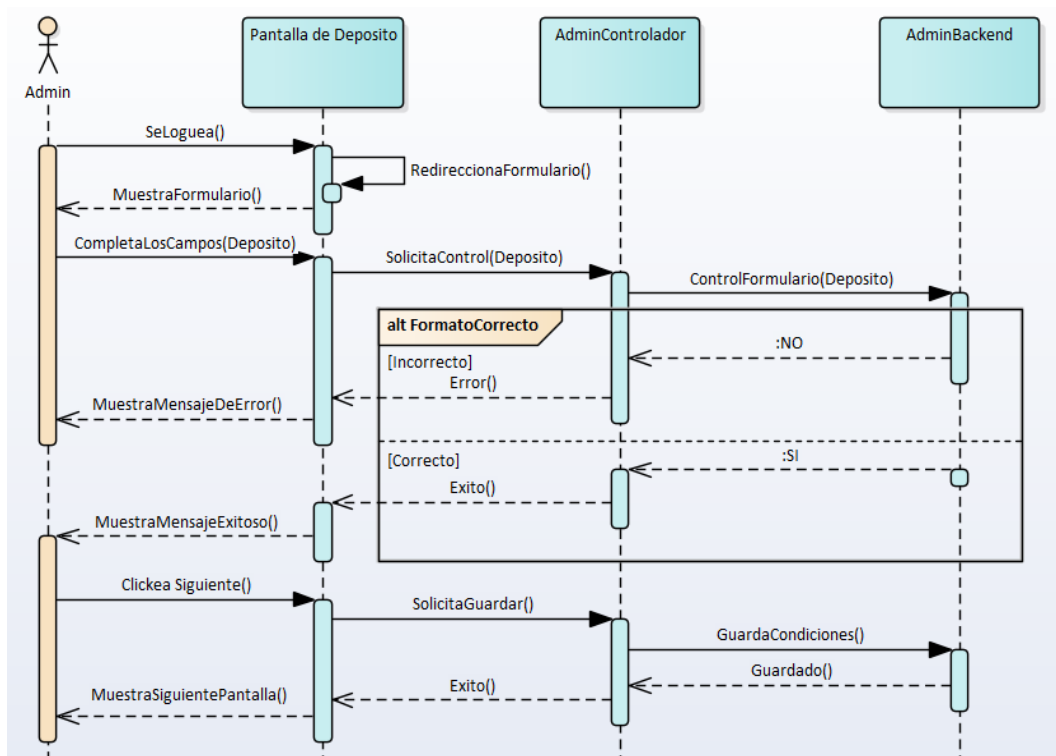 Admin
Pantalla de Deposito
AdminControlador
AdminBackend
SeLoguea()
RedireccionaFormulario()
MuestraFormulario()
CompletaLosCampos(Deposito)
SolicitaControl(Deposito)
ControlFormulario(Deposito)
alt FormatoCorrecto
:NO
[Incorrecto]
Error()
MuestraMensajeDeError()
[Correcto]
:SI
Exito()
MuestraMensajeExitoso()
Clickea Siguiente()
SolicitaGuardar()
GuardaCondiciones()
Guardado()
Exito()
MuestraSiguientePantalla()